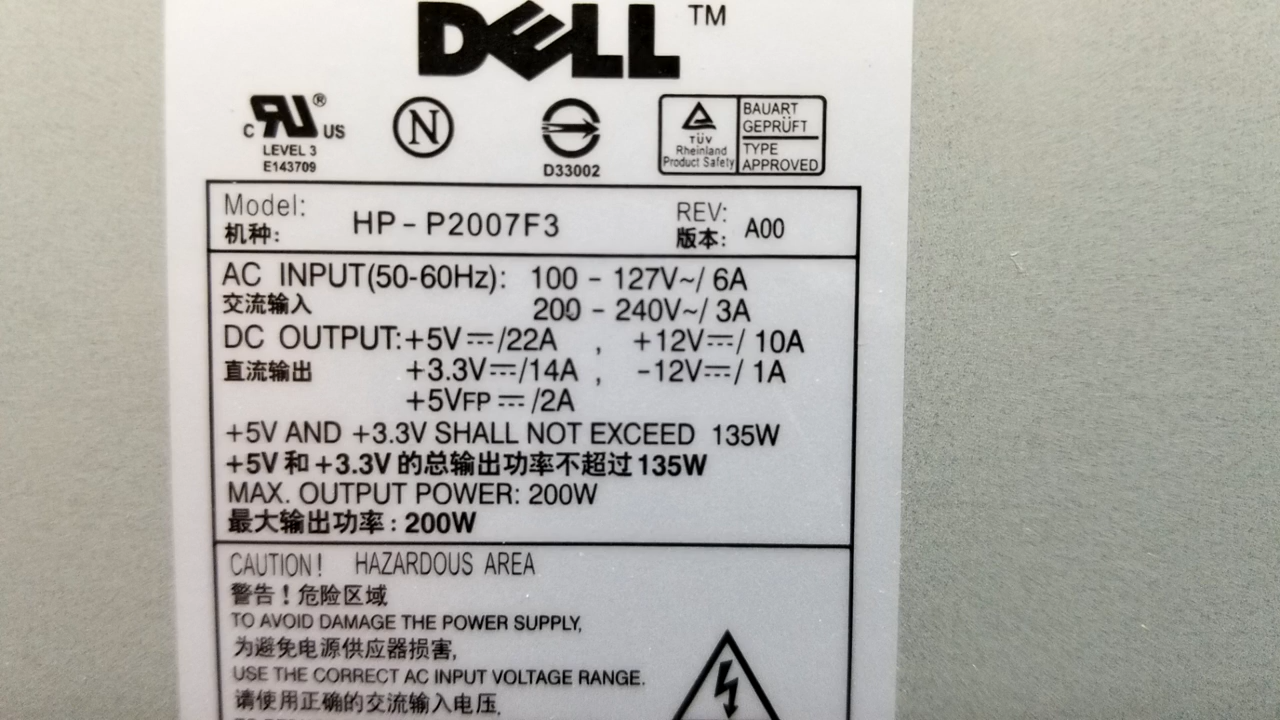 DELL™
C UR® US
LEVEL 3
E143709
N
D33002
TÜV
Rheinland
Product Safety
BAUART
GEPRÜFT
TYPE
APPROVED
Model: HP-P2007F3 REV: A00
机种: 版本:
AC INPUT(50-60Hz): 100 - 127V~/ 6A
交流输入 200 - 240V~/ 3A
DC OUTPUT:+5V⎓/22A , +12V⎓/ 10A
直流输出 +3.3V⎓/14A , -12V⎓/ 1A
+5VFP⎓/2A
+5V AND +3.3V SHALL NOT EXCEED 135W
+5V 和 +3.3V 的总输出功率不超过135W
MAX. OUTPUT POWER: 200W
最大输出功率: 200W
CAUTION! HAZARDOUS AREA
警告!危险区域
TO AVOID DAMAGE THE POWER SUPPLY,
为避免电源供应器损害,
USE THE CORRECT AC INPUT VOLTAGE RANGE.
请使用正确的交流输入电压,